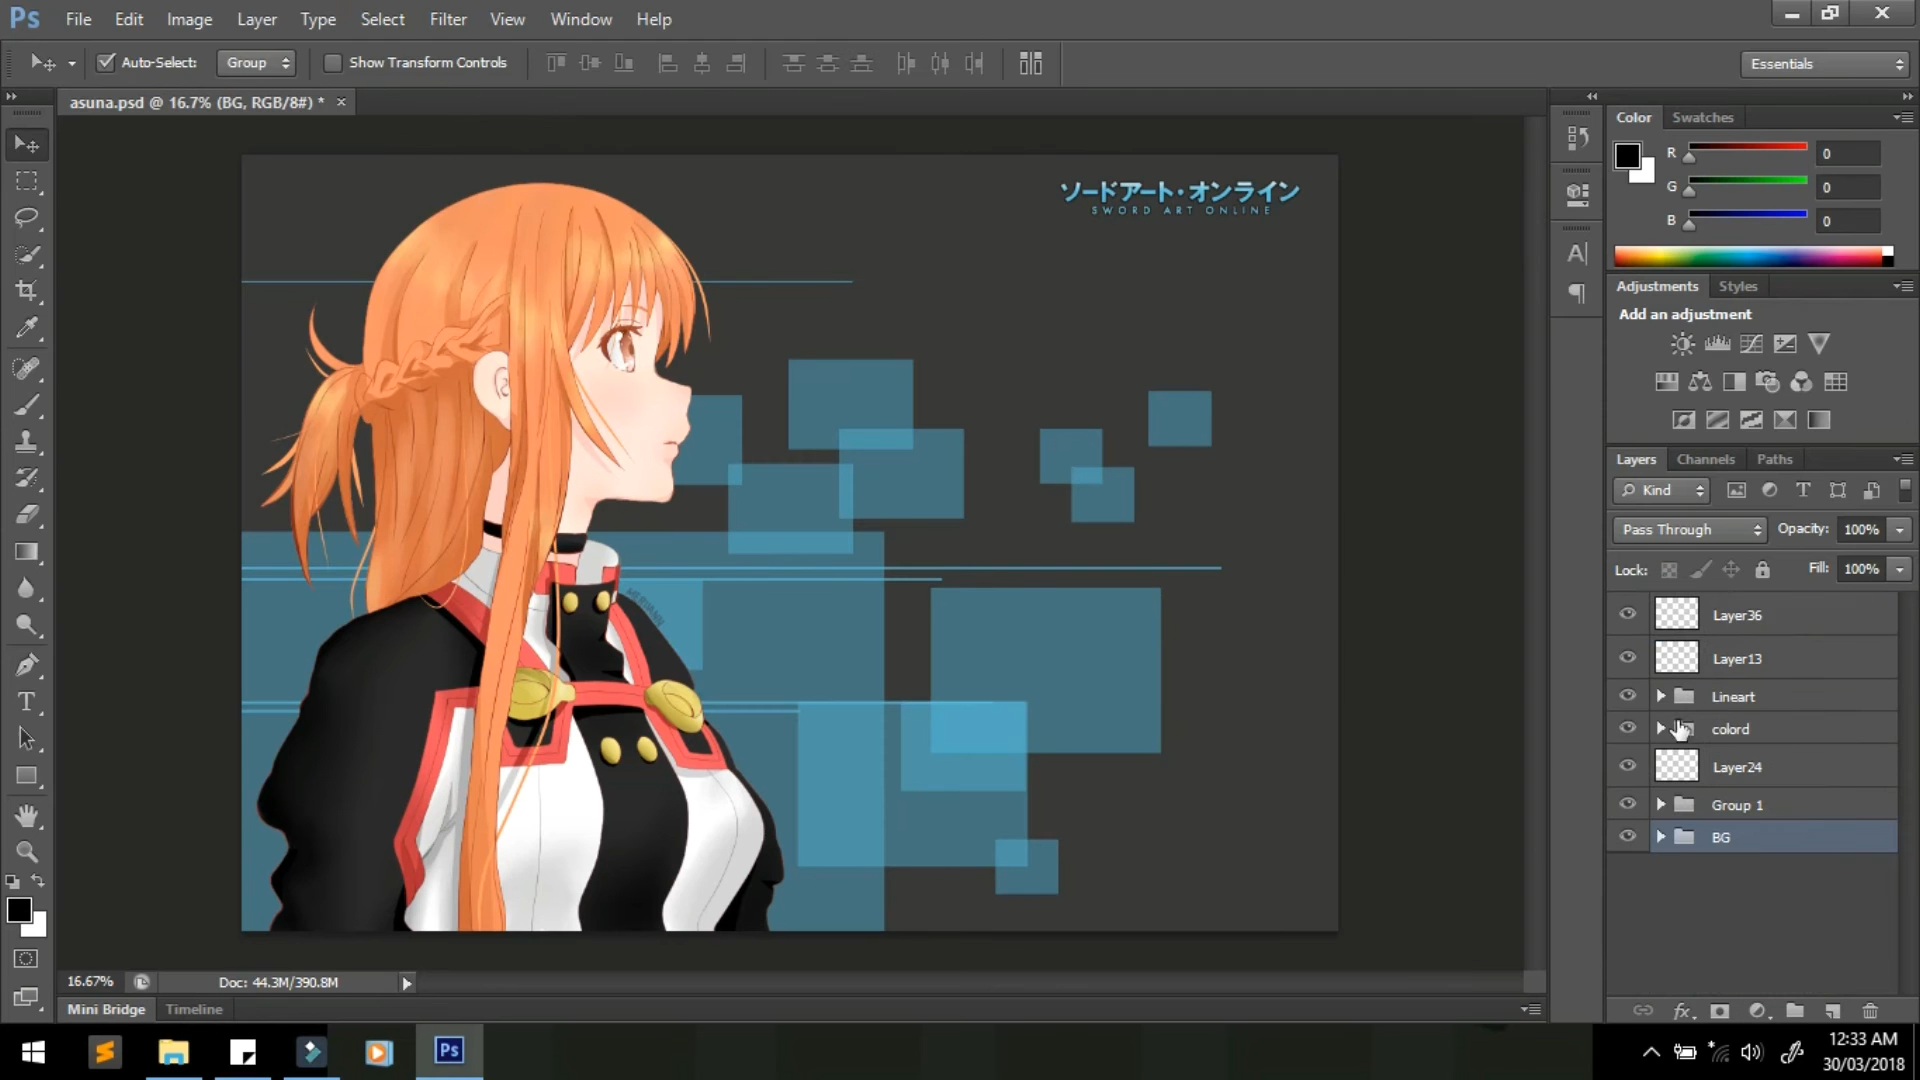 Ps File Edit Image Layer Type Select Filter View Window Help
Auto-Select: Group Show Transform Controls Essentials
asuna.psd @ 16.7% (BG, RGB/8#) * ×
Color Swatches
R 0
G 0
B 0
ソードアート・オンライン
SWORD ART ONLINE
Adjustments Styles
Add an adjustment
Layers Channels Paths
Kind
Pass Through Opacity: 100%
Lock: Fill: 100%
Layer36
Layer13
Lineart
colord
Layer24
Group 1
BG
16.67% Doc: 44.3M/390.8M
Mini Bridge Timeline
Ps
12:33 AM
30/03/2018